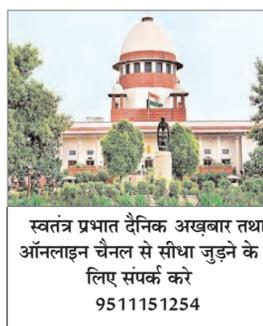 स्वतंत्र प्रभात दैनिक अख़बार तथा
ऑनलाइन चैनल से सीधा जुड़ने के
लिए संपर्क करे
9511151254